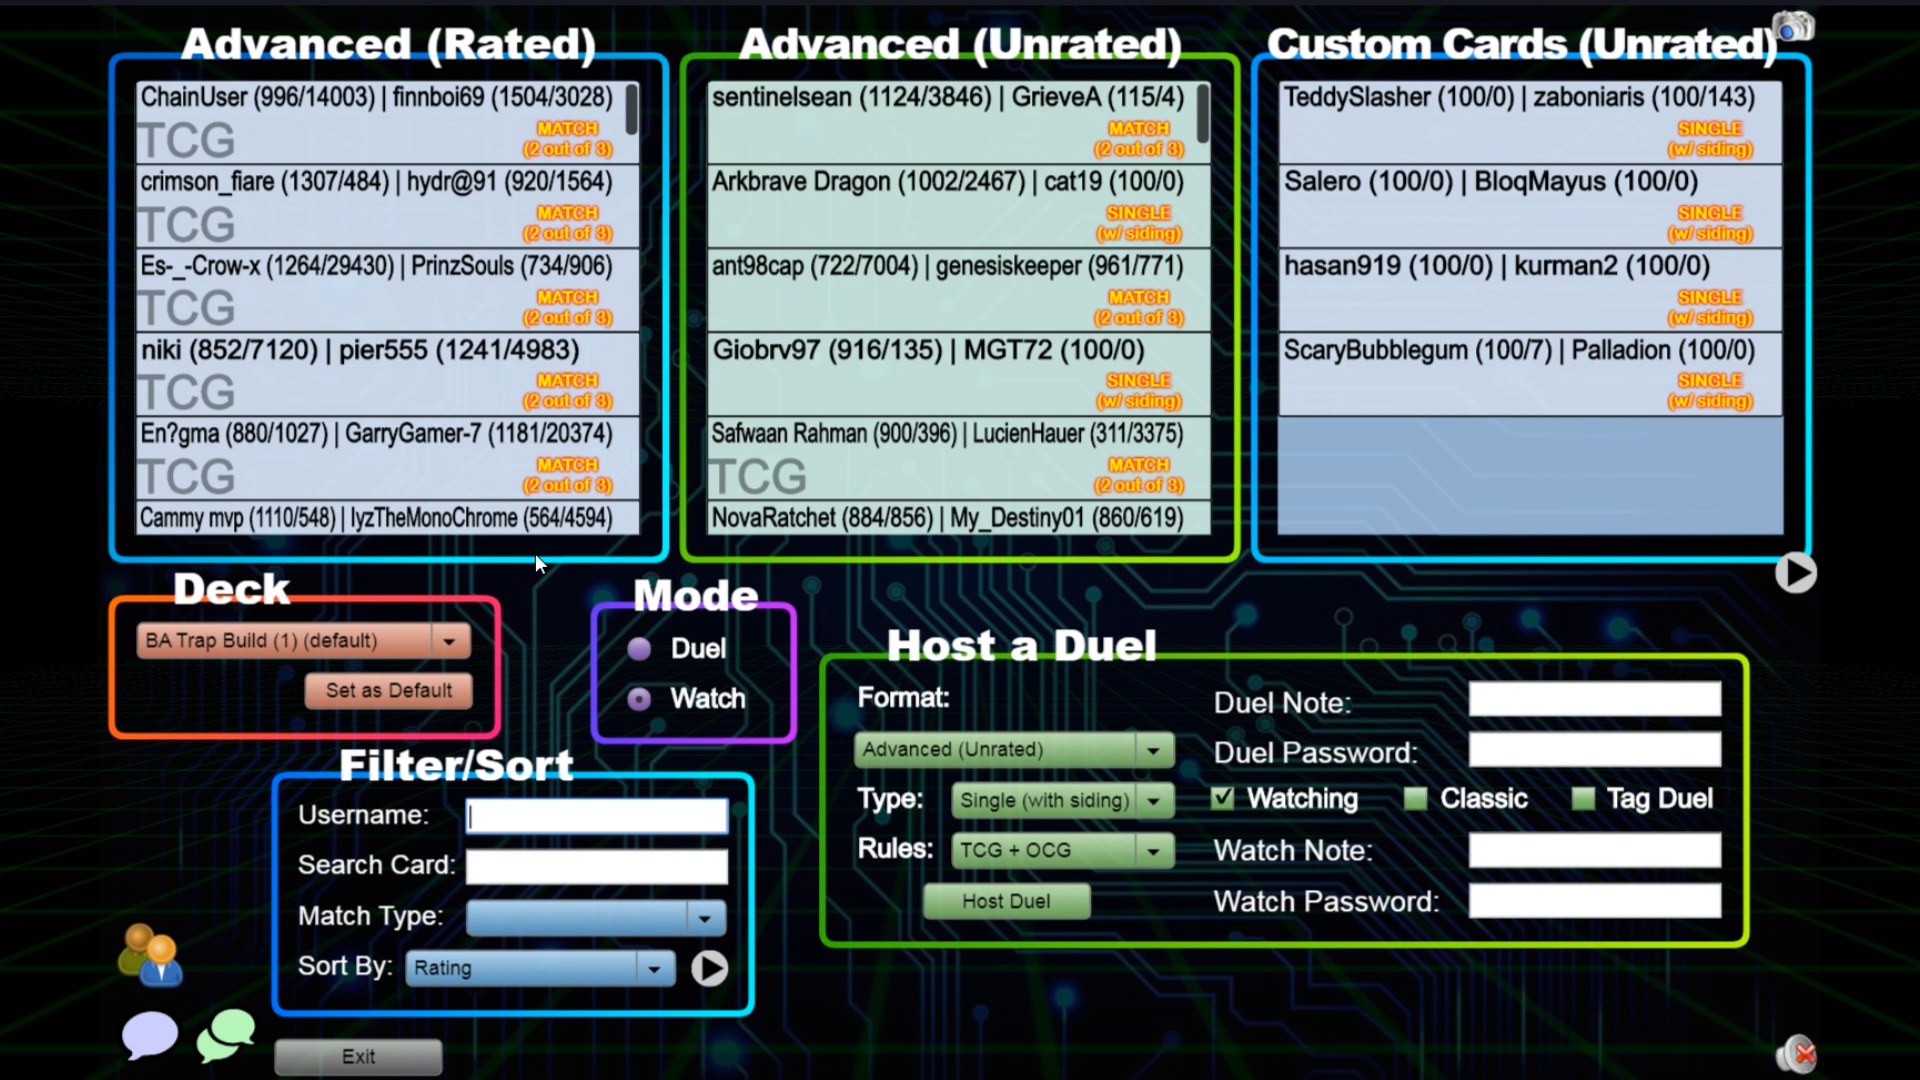 Advanced (Rated)
ChainUser (996/14003) | finnboi69 (1504/3028)
TCG
MATCH
(2 out of 3)
crimson_fiare (1307/484) | hydr@91 (920/1564)
TCG
MATCH
(2 out of 3)
Es-_-Crow-x (1264/29430) | PrinzSouls (734/906)
TCG
MATCH
(2 out of 3)
niki (852/7120) | pier555 (1241/4983)
TCG
MATCH
(2 out of 3)
En?gma (880/1027) | GarryGamer-7 (1181/20374)
TCG
MATCH
(2 out of 3)
Cammy mvp (1110/548) | IyzTheMonoChrome (564/4594)
Advanced (Unrated)
sentinelsean (1124/3846) | GrieveA (115/4)
MATCH
(2 out of 3)
Arkbrave Dragon (1002/2467) | cat19 (100/0)
SINGLE
(w/ siding)
ant98cap (722/7004) | genesiskeeper (961/771)
MATCH
(2 out of 3)
Giobrv97 (916/135) | MGT72 (100/0)
SINGLE
(w/ siding)
Safwaan Rahman (900/396) | LucienHauer (311/3375)
TCG
MATCH
(2 out of 3)
NovaRatchet (884/856) | My_Destiny01 (860/619)
Custom Cards (Unrated)
TeddySlasher (100/0) | zaboniaris (100/143)
SINGLE
(w/ siding)
Salero (100/0) | BloqMayus (100/0)
SINGLE
(w/ siding)
hasan919 (100/0) | kurman2 (100/0)
SINGLE
(w/ siding)
ScaryBubblegum (100/7) | Palladion (100/0)
SINGLE
(w/ siding)
Deck
BA Trap Build (1) (default)
Set as Default
Mode
Duel
Watch
Filter/Sort
Username:
Search Card:
Match Type:
Sort By: Rating
Exit
Host a Duel
Format:
Advanced (Unrated)
Type: Single (with siding)
Rules: TCG + OCG
Host Duel
Duel Note:
Duel Password:
Watching Classic Tag Duel
Watch Note:
Watch Password: